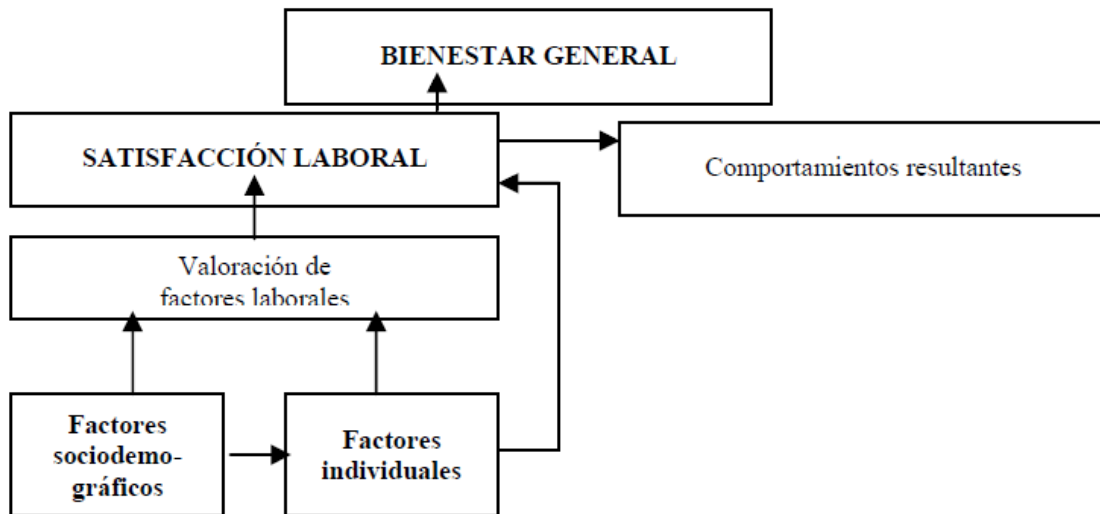 BIENESTAR GENERAL
SATISFACCIÓN LABORAL
Comportamientos resultantes
Valoración de
factores laborales
Factores
sociodemo-
gráficos
Factores
individuales